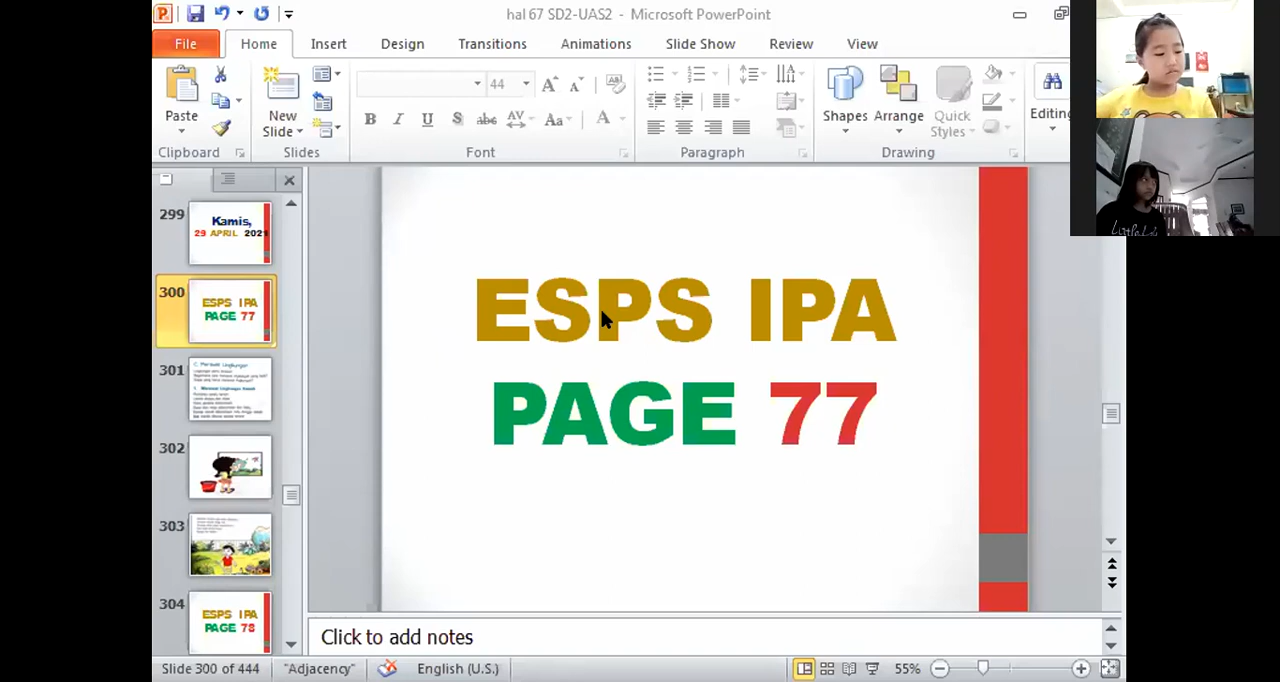 hal 67 SD2-UAS2 - Microsoft PowerPoint
File Home Insert Design Transitions Animations Slide Show Review View
44
Paste
New Slide
Shapes Arrange Quick Styles
Editing
Clipboard Slides Font Paragraph Drawing
299
Kamis,
29 APRIL 2021
300
ESPS IPA
PAGE 77
301
302
303
304
ESPS IPA
PAGE 78
ESPS IPA
PAGE 77
Click to add notes
Slide 300 of 444 "Adjacency" English (U.S.) 55%